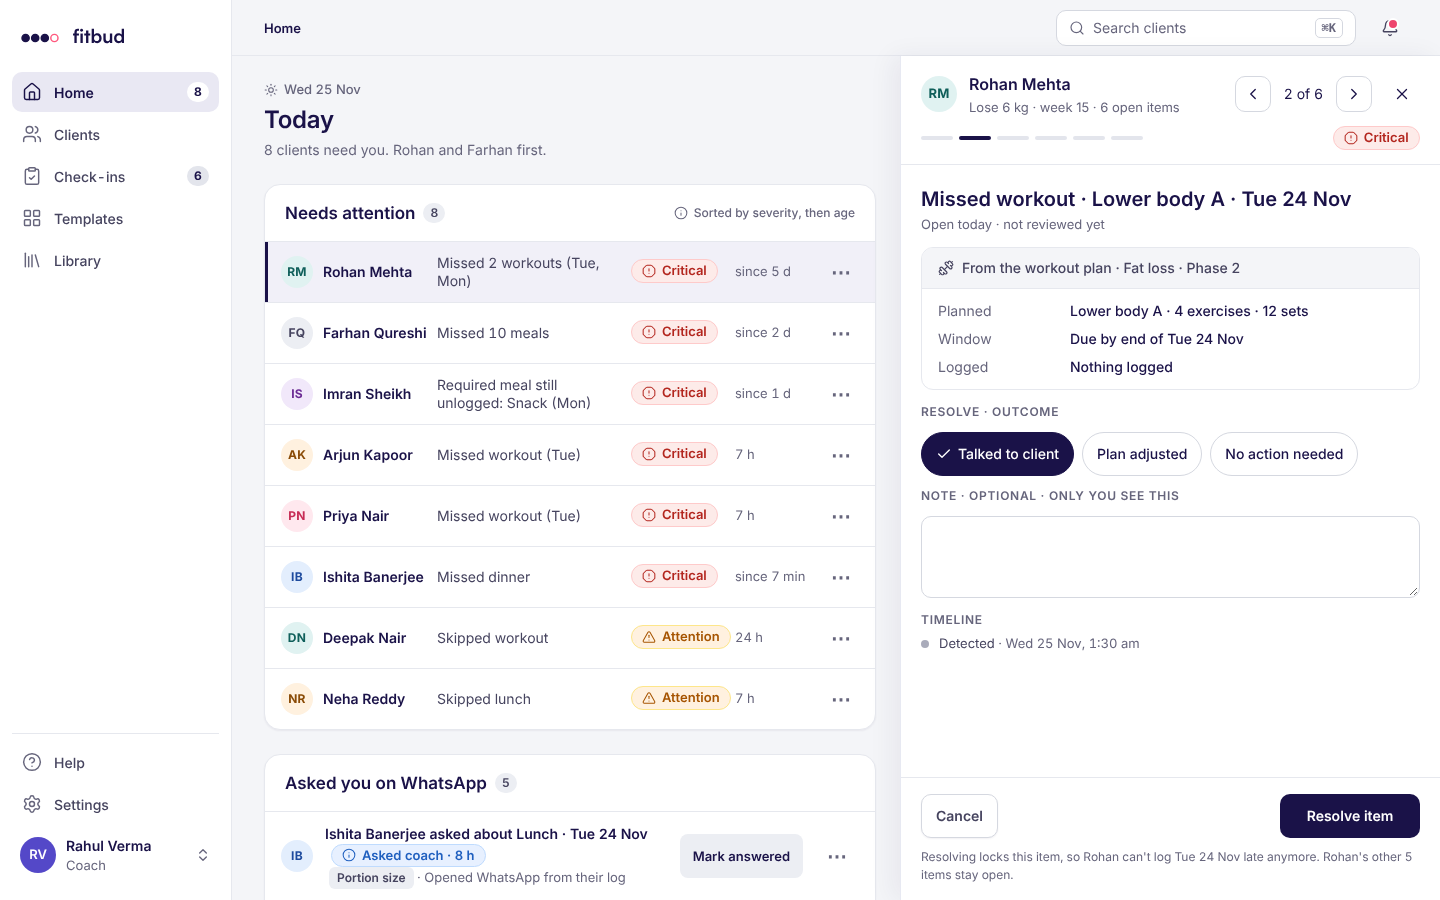 fitbud
Home 8
Clients
Check-ins 6
Templates
Library
Help
Settings
RV Rahul Verma
Coach
Home
Search clients ⌘K
Wed 25 Nov
Today
8 clients need you. Rohan and Farhan first.
Needs attention 8
Sorted by severity, then age
RM Rohan Mehta Missed 2 workouts (Tue, Mon) Critical since 5 d
FQ Farhan Qureshi Missed 10 meals Critical since 2 d
IS Imran Sheikh Required meal still unlogged: Snack (Mon) Critical since 1 d
AK Arjun Kapoor Missed workout (Tue) Critical 7 h
PN Priya Nair Missed workout (Tue) Critical 7 h
IB Ishita Banerjee Missed dinner Critical since 7 min
DN Deepak Nair Skipped workout Attention 24 h
NR Neha Reddy Skipped lunch Attention 7 h
Asked you on WhatsApp 5
IB Ishita Banerjee asked about Lunch · Tue 24 Nov
Asked coach · 8 h
Portion size · Opened WhatsApp from their log
Mark answered
RM Rohan Mehta
Lose 6 kg · week 15 · 6 open items
2 of 6
Critical
Missed workout · Lower body A · Tue 24 Nov
Open today · not reviewed yet
From the workout plan · Fat loss · Phase 2
Planned Lower body A · 4 exercises · 12 sets
Window Due by end of Tue 24 Nov
Logged Nothing logged
RESOLVE · OUTCOME
Talked to client Plan adjusted No action needed
NOTE · OPTIONAL · ONLY YOU SEE THIS
TIMELINE
Detected · Wed 25 Nov, 1:30 am
Cancel Resolve item
Resolving locks this item, so Rohan can't log Tue 24 Nov late anymore. Rohan's other 5
items stay open.